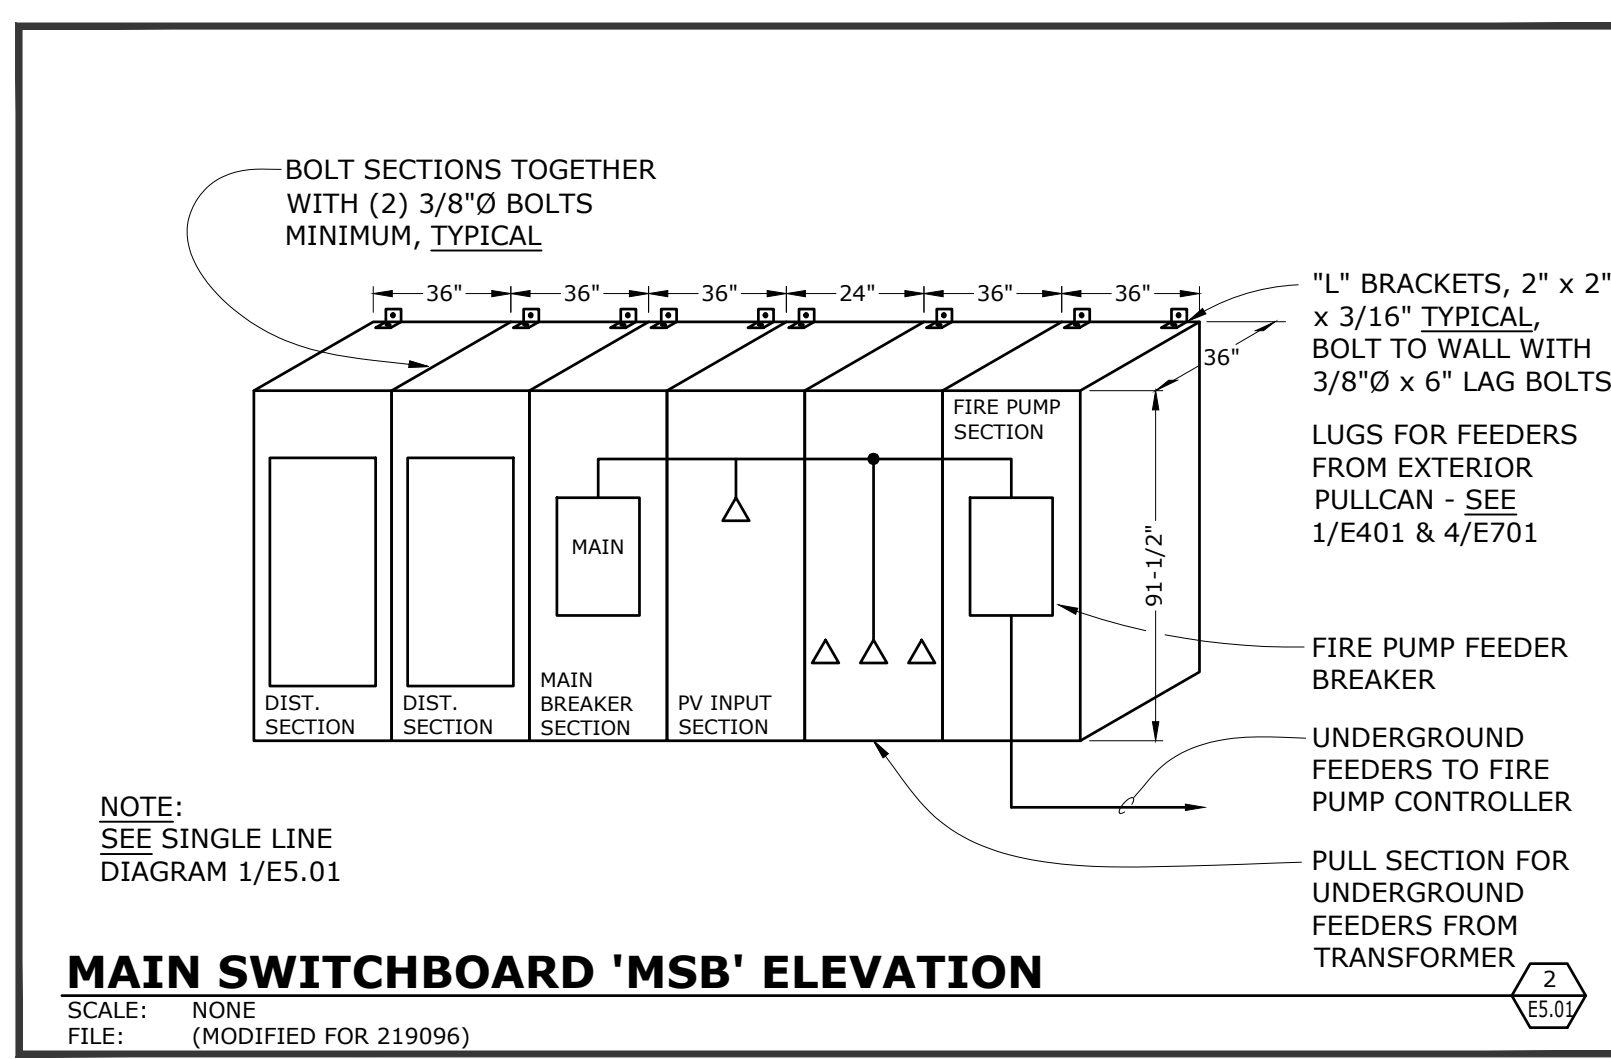 BOLT SECTIONS TOGETHER
WITH (2) 3/8"Ø BOLTS
MINIMUM, TYPICAL
36"
36"
36"
24"
36"
36"
36"
91-1/2"
"L" BRACKETS, 2" x 2"
x 3/16" TYPICAL,
BOLT TO WALL WITH
3/8"Ø x 6" LAG BOLTS
LUGS FOR FEEDERS
FROM EXTERIOR
PULLCAN - SEE
1/E401 & 4/E701
FIRE PUMP
SECTION
MAIN
DIST.
SECTION
DIST.
SECTION
MAIN
BREAKER
SECTION
PV INPUT
SECTION
FIRE PUMP FEEDER
BREAKER
UNDERGROUND
FEEDERS TO FIRE
PUMP CONTROLLER
PULL SECTION FOR
UNDERGROUND
FEEDERS FROM
TRANSFORMER
NOTE:
SEE SINGLE LINE
DIAGRAM 1/E5.01
MAIN SWITCHBOARD 'MSB' ELEVATION
SCALE: NONE
FILE: (MODIFIED FOR 219096)
2
E5.01